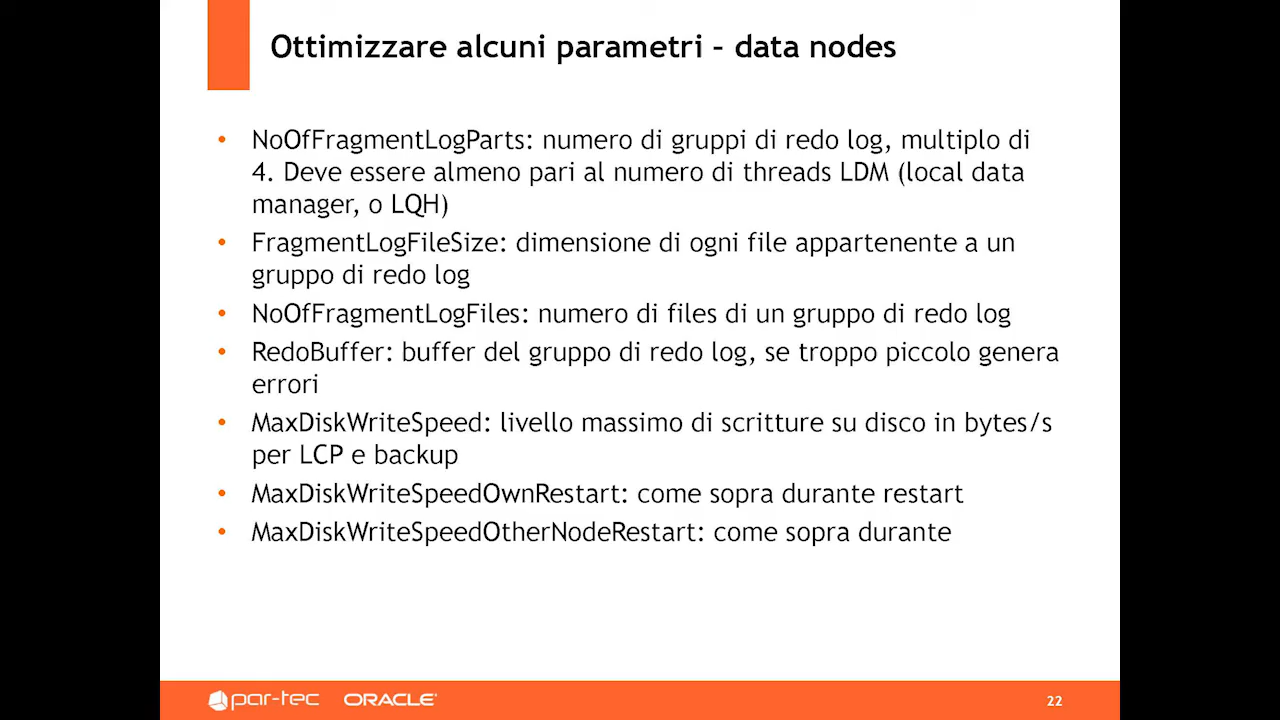 Ottimizzare alcuni parametri – data nodes
• NoOfFragmentLogParts: numero di gruppi di redo log, multiplo di
4. Deve essere almeno pari al numero di threads LDM (local data
manager, o LQH)
• FragmentLogFileSize: dimensione di ogni file appartenente a un
gruppo di redo log
• NoOfFragmentLogFiles: numero di files di un gruppo di redo log
• RedoBuffer: buffer del gruppo di redo log, se troppo piccolo genera
errori
• MaxDiskWriteSpeed: livello massimo di scritture su disco in bytes/s
per LCP e backup
• MaxDiskWriteSpeedOwnRestart: come sopra durante restart
• MaxDiskWriteSpeedOtherNodeRestart: come sopra durante
par-tec ORACLE 22